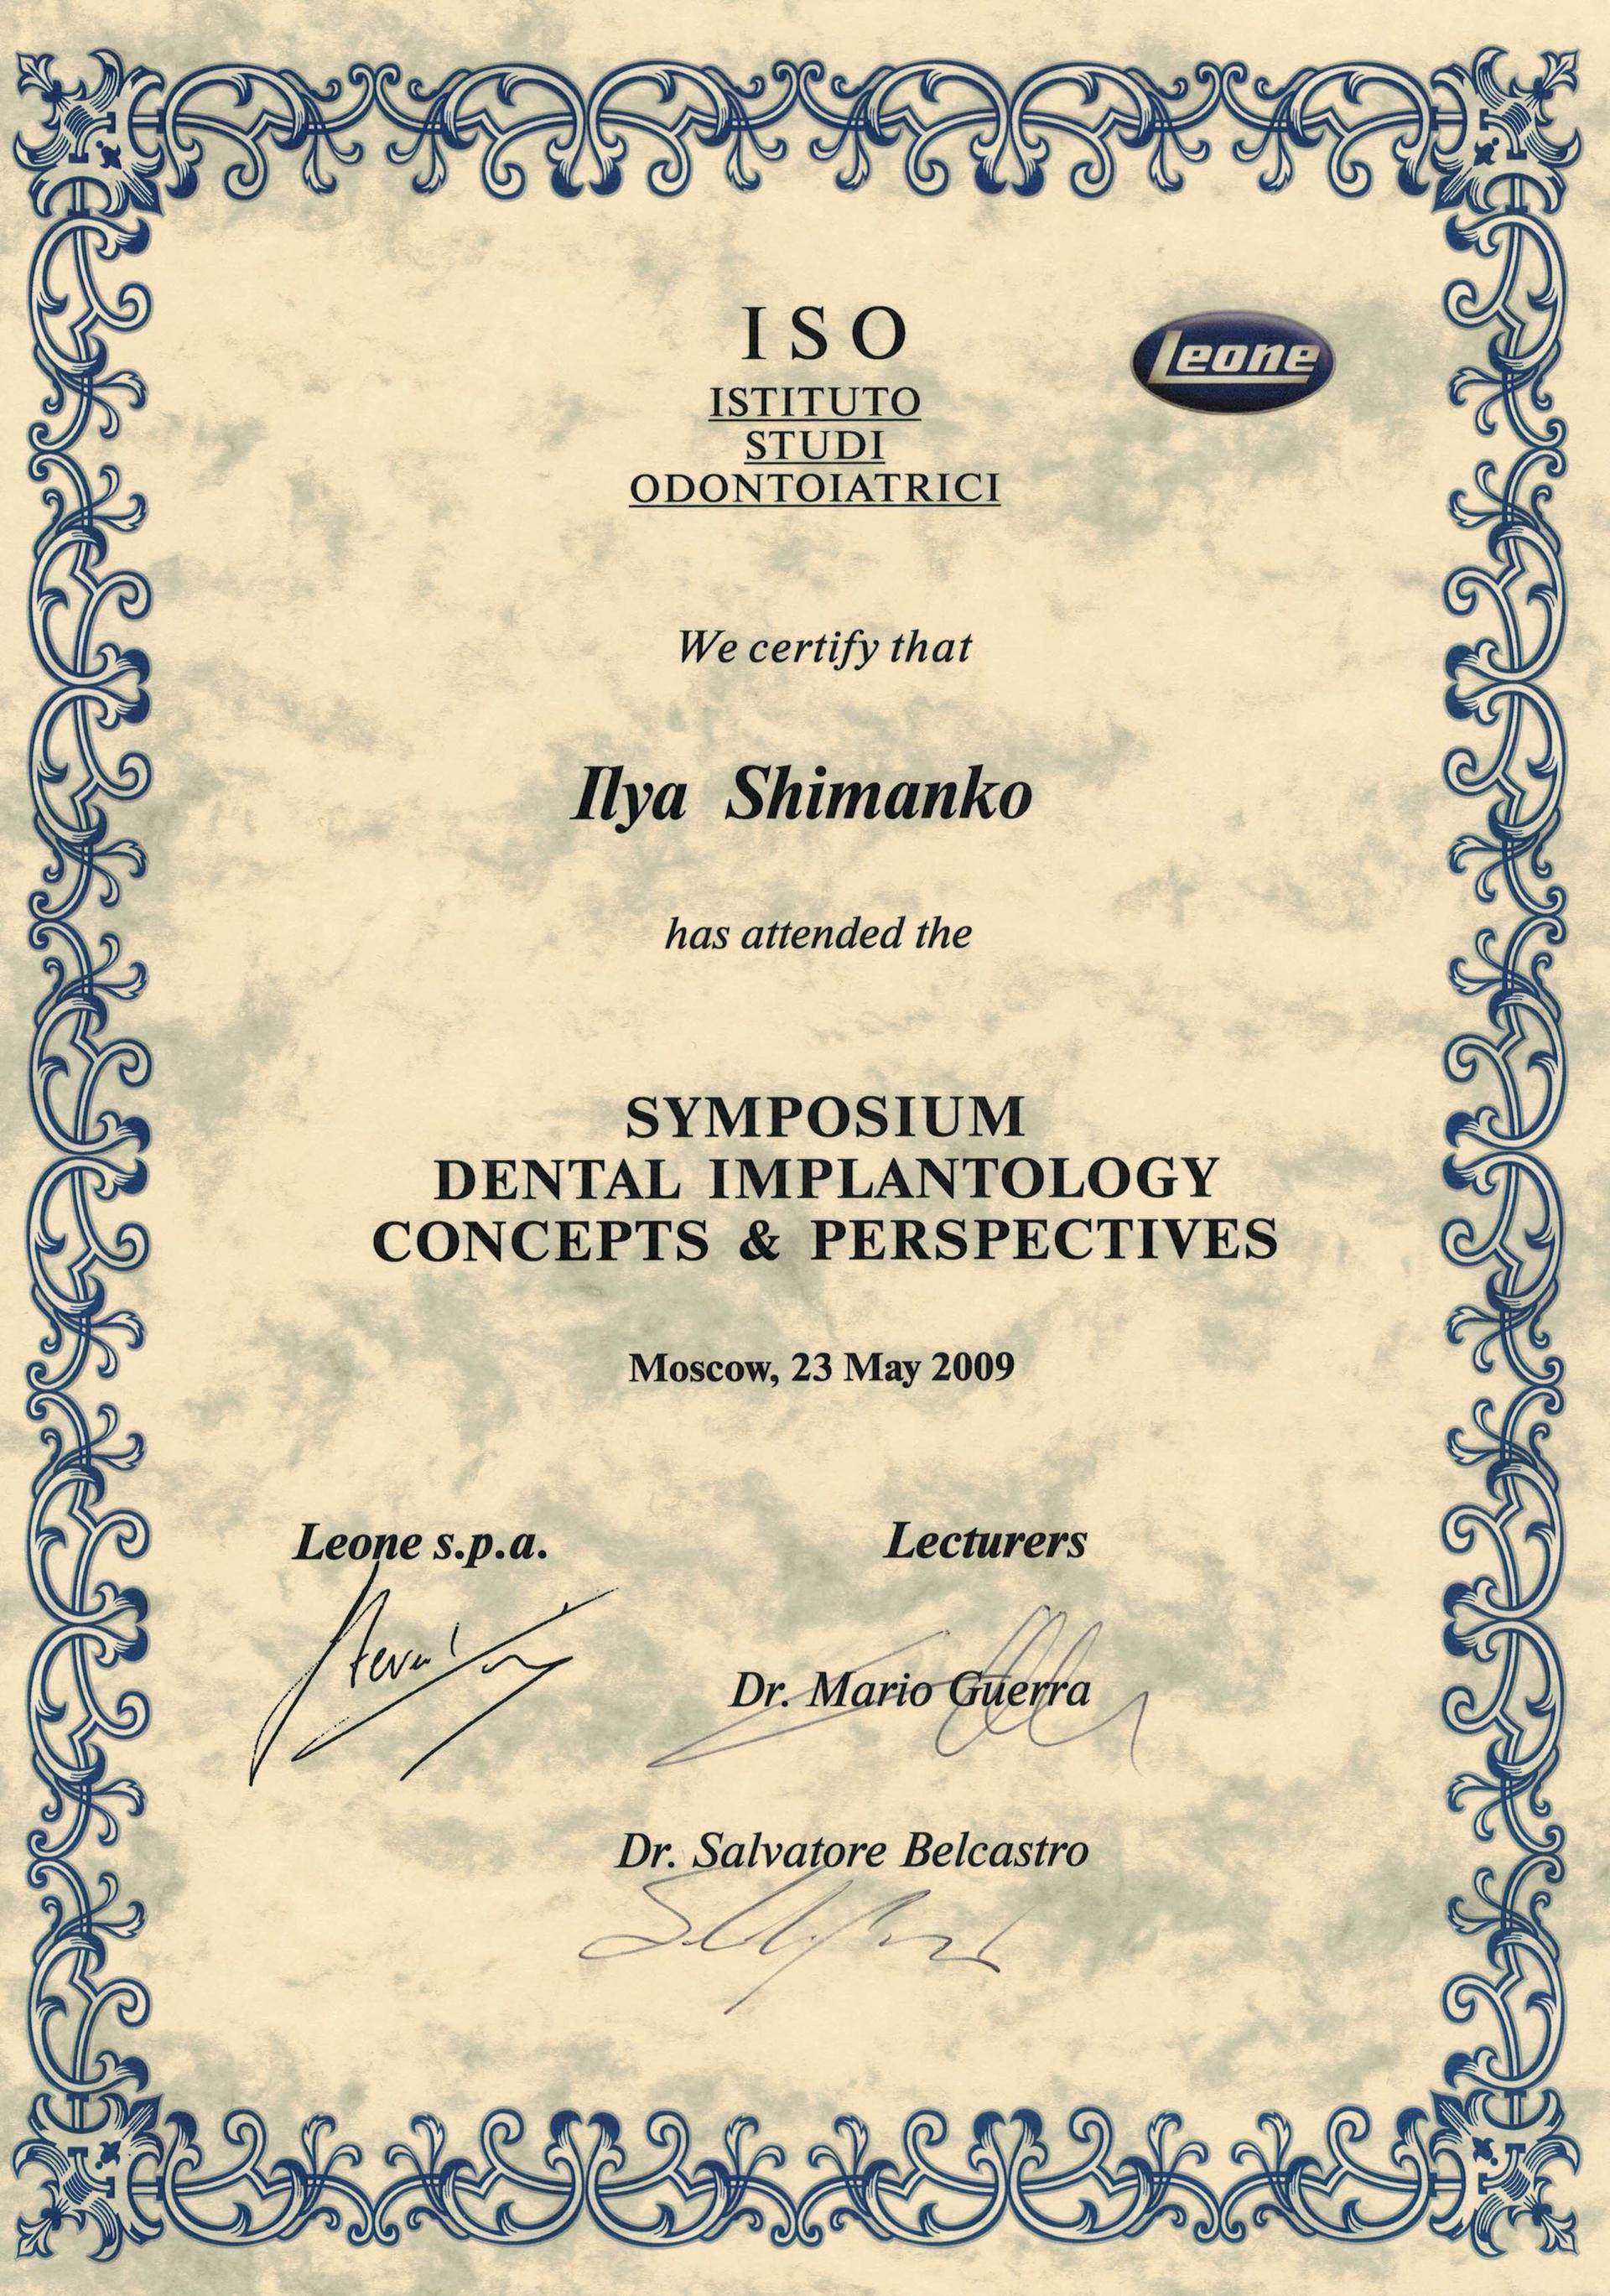 ISO
Leone
ISTITUTO
STUDI
ODONTOIATRICI
We certify that
Ilya Shimanko
has attended the
SYMPOSIUM
DENTAL IMPLANTOLOGY
CONCEPTS & PERSPECTIVES
Moscow, 23 May 2009
Leone s.p.a.
Lecturers
Dr. Mario Guerra
Dr. Salvatore Belcastro